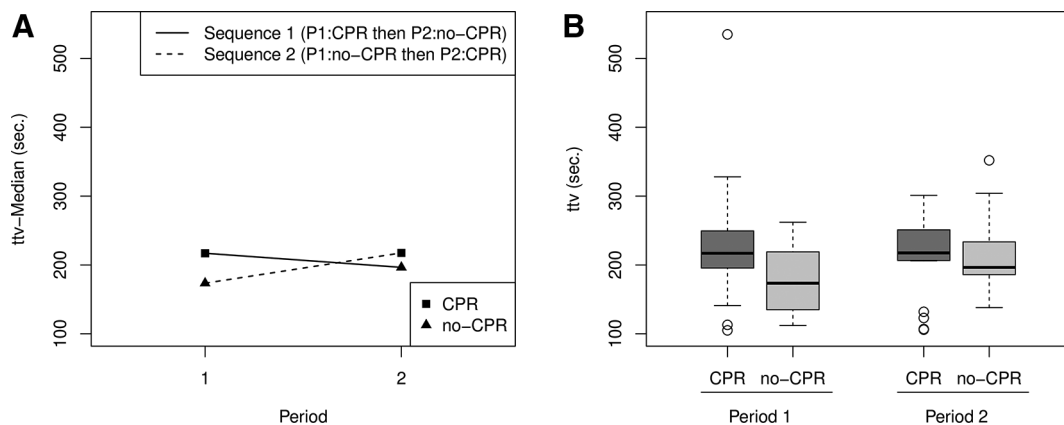 A
Sequence 1 (P1:CPR then P2:no−CPR)
Sequence 2 (P1:no−CPR then P2:CPR)
ttv−Median (sec.)
500
400
300
200
100
CPR
no−CPR
1 2
Period
B
ttv (sec.)
500
400
300
200
100
CPR no−CPR CPR no−CPR
Period 1 Period 2